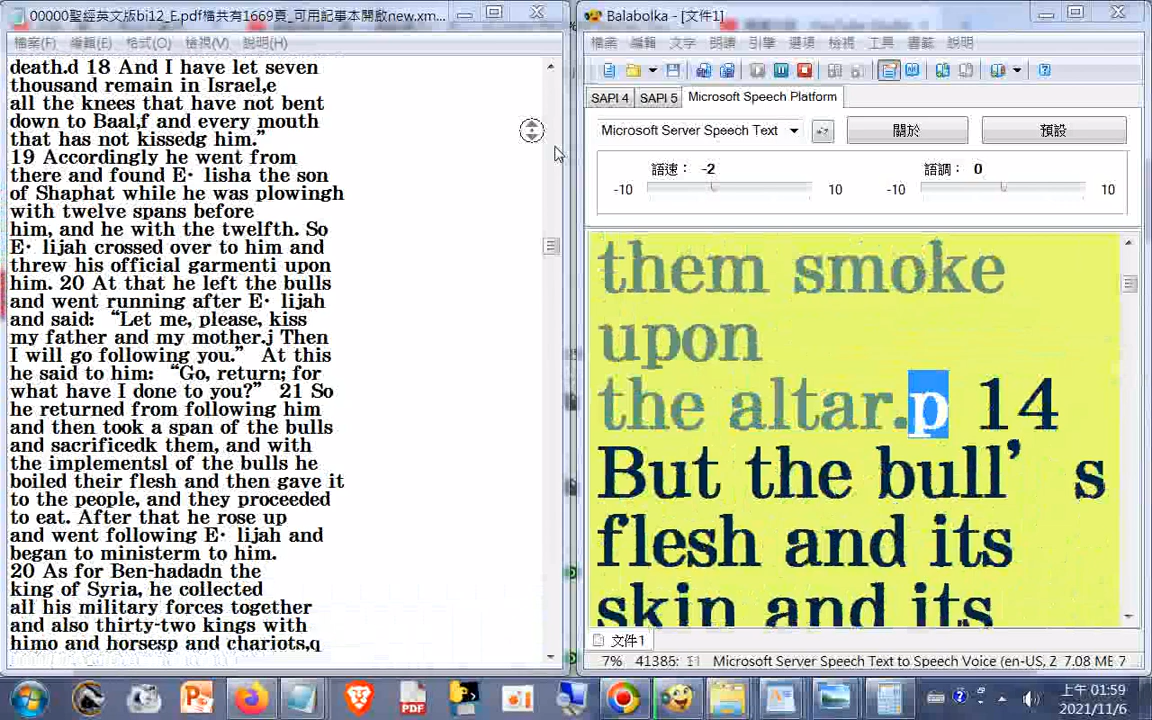 00000聖經英文版bi12_E.pdf檔共有1669頁_可用記事本開啟new.xm...
檔案(F) 編輯(E) 格式(O) 檢視(V) 說明(H)
death.d 18 And I have let seven
thousand remain in Israel,e
all the knees that have not bent
down to Baal,f and every mouth
that has not kissedg him.”
19 Accordingly he went from
there and found E· lisha the son
of Shaphat while he was plowingh
with twelve spans before
him, and he with the twelfth. So
E· lijah crossed over to him and
threw his official garmenti upon
him. 20 At that he left the bulls
and went running after E· lijah
and said: “Let me, please, kiss
my father and my mother.j Then
I will go following you.” At this
he said to him: “Go, return; for
what have I done to you?” 21 So
he returned from following him
and then took a span of the bulls
and sacrificedk them, and with
the implementsl of the bulls he
boiled their flesh and then gave it
to the people, and they proceeded
to eat. After that he rose up
and went following E· lijah and
began to ministerm to him.
20 As for Ben-hadadn the
king of Syria, he collected
all his military forces together
and also thirty-two kings with
himo and horsesp and chariots,q
Balabolka - [文件1]
檔案 編輯 文字 朗讀 引擎 選項 檢視 工具 書籤 說明
SAPI 4 SAPI 5 Microsoft Speech Platform
Microsoft Server Speech Text 關於 預設
語速： -2 語調： 0
-10 10 -10 10
them smoke
upon
the altar.p 14
But the bull’ s
flesh and its
skin and its
文件1
7% 41385: Microsoft Server Speech Text to Speech Voice (en-US, 2 7.08 ME 7
PDF
上午 01:59
2021/11/6